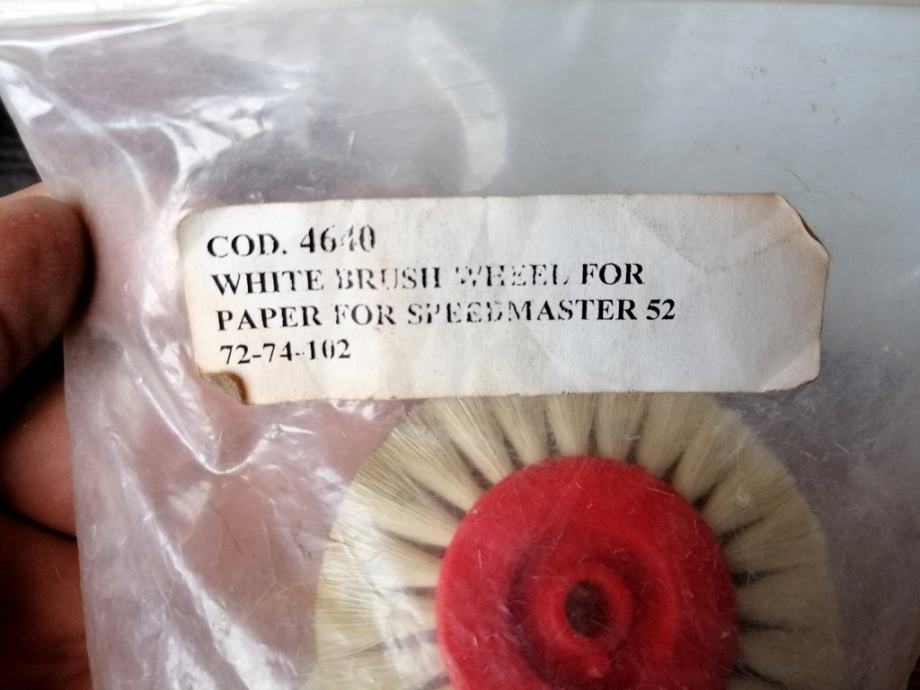 COD. 4640
WHITE BRUSH WHEEL FOR
PAPER FOR SPEEDMASTER 52
72-74-102